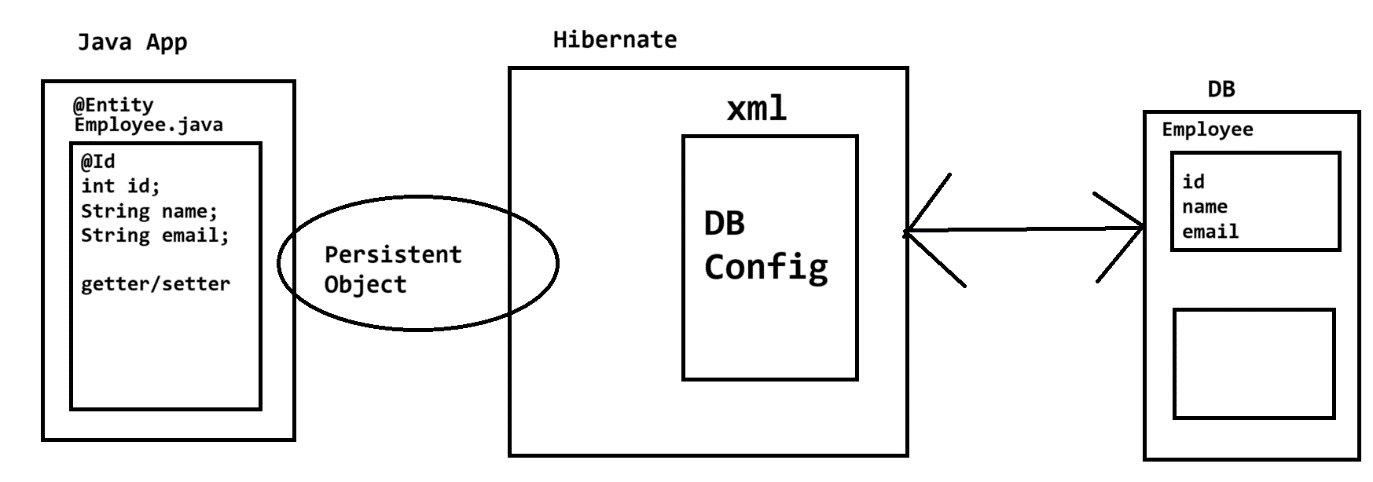 Java App
@Entity
Employee.java
@Id
int id;
String name;
String email;
getter/setter
Persistent
Object
Hibernate
xml
DB
Config
DB
Employee
id
name
email